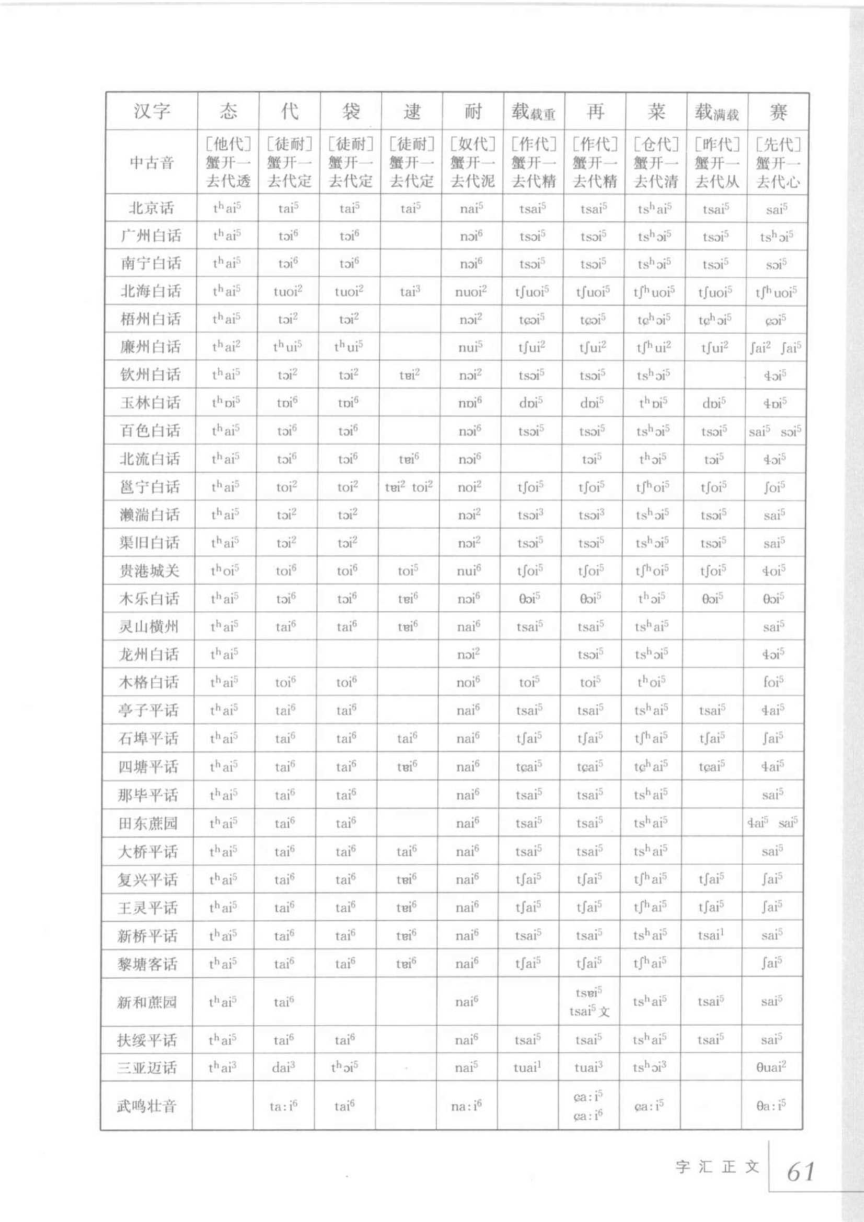 汉字 态 代 袋 逮 耐 载载重 再 菜 载满载 赛
中古音 ［他代］蟹开一去代透 ［徒耐］蟹开一去代定 ［徒耐］蟹开一去代定 ［徒耐］蟹开一去代定 ［奴代］蟹开一去代泥 ［作代］蟹开一去代精 ［作代］蟹开一去代精 ［仓代］蟹开一去代清 ［昨代］蟹开一去代从 ［先代］蟹开一去代心
北京话 tʰai⁵ tai⁵ tai⁵ tai⁵ nai⁵ tsai⁵ tsai⁵ tsʰai⁵ tsai⁵ sai⁵
广州白话 tʰai⁵ tɔi⁶ tɔi⁶ nɔi⁶ tsɔi⁵ tsɔi⁵ tsʰɔi⁵ tsɔi⁵ tsʰɔi⁵
南宁白话 tʰai⁵ tɔi⁶ tɔi⁶ nɔi⁶ tsɔi⁵ tsɔi⁵ tsʰɔi⁵ tsɔi⁵ sɔi⁵
北海白话 tʰai⁵ tuoi² tuoi² tai³ nuoi² tʃuoi⁵ tʃuoi⁵ tʃʰuoi⁵ tʃuoi⁵ tʃʰuoi⁵
梧州白话 tʰai⁵ tɔi² tɔi² nɔi² tɕɔi⁵ tɕɔi⁵ tɕʰɔi⁵ tɕʰɔi⁵ ɕɔi⁵
廉州白话 tʰai² tʰui⁵ tʰui⁵ nui⁵ tʃui² tʃui² tʃʰui² tʃui² ʃai² ʃai⁵
钦州白话 tʰai⁵ tɔi² tɔi² tɐi² nɔi² tsɔi⁵ tsɔi⁵ tsʰɔi⁵ ɬɔi⁵
玉林白话 tʰɒi⁵ tɒi⁶ tɒi⁶ nɒi⁶ dɒi⁵ dɒi⁵ tʰɒi⁵ dɒi⁵ ɬɒi⁵
百色白话 tʰai⁵ tɔi⁶ tɔi⁶ nɔi⁶ tsɔi⁵ tsɔi⁵ tsʰɔi⁵ tsɔi⁵ sai⁵ sɔi⁵
北流白话 tʰai⁵ tɔi⁶ tɔi⁶ tɐi⁶ nɔi⁶ tɔi⁵ tʰɔi⁵ tɔi⁵ ɬɔi⁵
邕宁白话 tʰai⁵ toi² toi² tɐi² toi² noi² tʃoi⁵ tʃoi⁵ tʃʰoi⁵ tʃoi⁵ ʃoi⁵
濑湍白话 tʰai⁵ tɔi² tɔi² nɔi² tsɔi³ tsɔi³ tsʰɔi⁵ tsɔi⁵ sai⁵
渠旧白话 tʰai⁵ tɔi² tɔi² nɔi² tsɔi⁵ tsɔi⁵ tsʰɔi⁵ tsɔi⁵ sai⁵
贵港城关 tʰoi⁵ toi⁶ toi⁶ toi⁵ nui⁶ tʃoi⁵ tʃoi⁵ tʃʰoi⁵ tʃoi⁵ ɬoi⁵
木乐白话 tʰai⁵ tɔi⁶ tɔi⁶ tɐi⁶ nɔi⁶ θɔi⁵ θɔi⁵ tʰɔi⁵ θɔi⁵ θɔi⁵
灵山横州 tʰai⁵ tai⁶ tai⁶ tɐi⁶ nai⁶ tsai⁵ tsai⁵ tsʰai⁵ sai⁵
龙州白话 tʰai⁵ nɔi² tsɔi⁵ tsʰɔi⁵ ɬɔi⁵
木格白话 tʰai⁵ toi⁶ toi⁶ noi⁶ toi⁵ toi⁵ tʰoi⁵ foi⁵
亭子平话 tʰai⁵ tai⁶ tai⁶ nai⁶ tsai⁵ tsai⁵ tsʰai⁵ tsai⁵ ɬai⁵
石埠平话 tʰai⁵ tai⁶ tai⁶ tai⁶ nai⁶ tʃai⁵ tʃai⁵ tʃʰai⁵ tʃai⁵ ʃai⁵
四塘平话 tʰai⁵ tai⁶ tai⁶ tɐi⁶ nai⁶ tɕai⁵ tɕai⁵ tɕʰai⁵ tɕai⁵ ɬai⁵
那毕平话 tʰai⁵ tai⁶ tai⁶ nai⁶ tsai⁵ tsai⁵ tsʰai⁵ sai⁵
田东蔗园 tʰai⁵ tai⁶ tai⁶ nai⁶ tsai⁵ tsai⁵ tsʰai⁵ ɬai⁵ sai⁵
大桥平话 tʰai⁵ tai⁶ tai⁶ tai⁶ nai⁶ tsai⁵ tsai⁵ tsʰai⁵ sai⁵
复兴平话 tʰai⁵ tai⁶ tai⁶ tɐi⁶ nai⁶ tʃai⁵ tʃai⁵ tʃʰai⁵ tʃai⁵ ʃai⁵
王灵平话 tʰai⁵ tai⁶ tai⁶ tɐi⁶ nai⁶ tʃai⁵ tʃai⁵ tʃʰai⁵ tʃai⁵ ʃai⁵
新桥平话 tʰai⁵ tai⁶ tai⁶ tɐi⁶ nai⁶ tsai⁵ tsai⁵ tsʰai⁵ tsai¹ sai⁵
黎塘客话 tʰai⁵ tai⁶ tai⁶ tɐi⁶ nai⁶ tʃai⁵ tʃai⁵ tʃʰai⁵ ʃai⁵
新和蔗园 tʰai⁵ tai⁶ nai⁶ tsɐi⁵ tsai⁵文 tsʰai⁵ tsai⁵ sai⁵
扶绥平话 tʰai⁵ tai⁶ tai⁶ nai⁶ tsai⁵ tsai⁵ tsʰai⁵ tsai⁵ sai⁵
三亚迈话 tʰai³ dai³ tʰɔi⁵ nai⁵ tuai¹ tuai³ tsʰɔi³ θuai²
武鸣壮音 ta:i⁶ tai⁶ na:i⁶ ɕa:i⁵ ɕa:i⁶ ɕa:i⁵ θa:i⁵
字汇正文 61